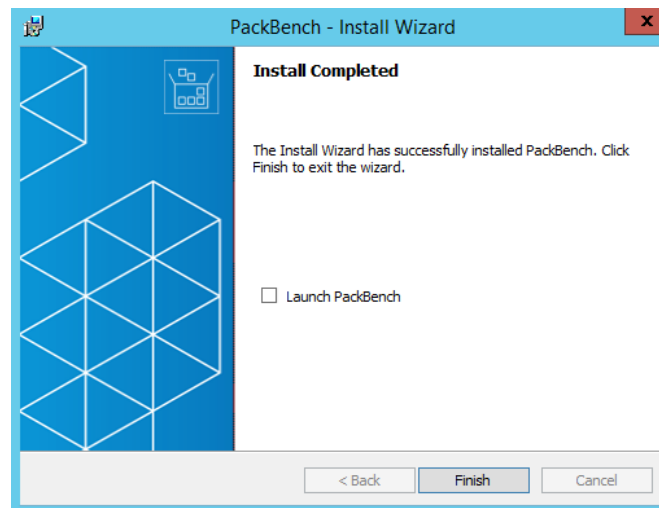 PackBench - Install Wizard
x
Install Completed
The Install Wizard has successfully installed PackBench. Click
Finish to exit the wizard.
Launch PackBench
< Back
Finish
Cancel